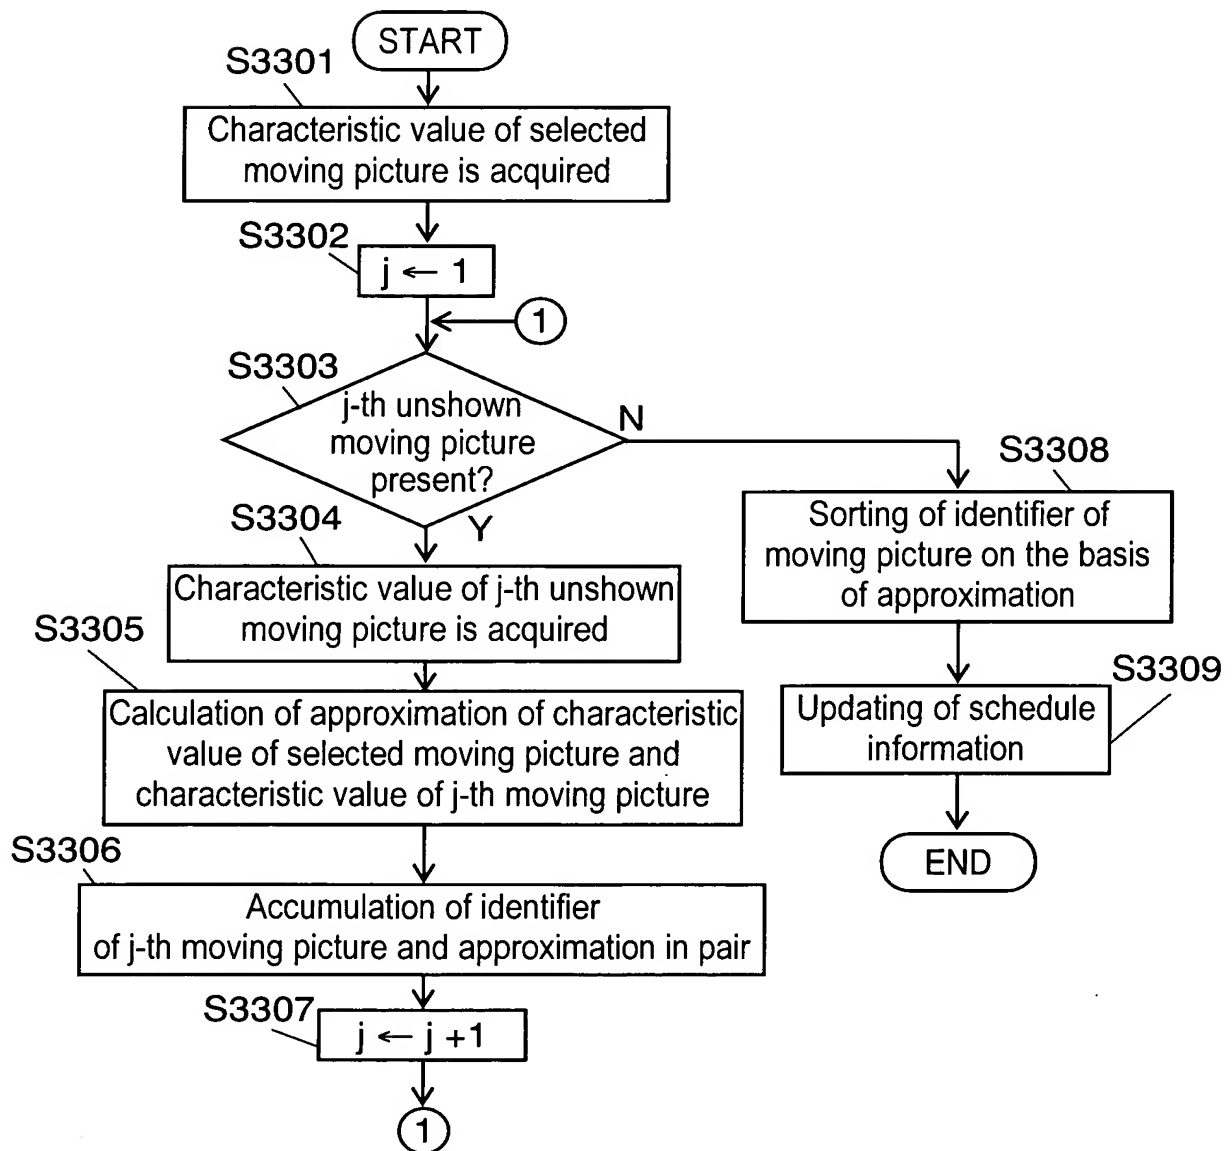 START
S3301
Characteristic value of selected
moving picture is acquired
S3302
j ← 1
1
S3303
j-th unshown
moving picture
present?
N
Y
S3304
Characteristic value of j-th unshown
moving picture is acquired
S3305
Calculation of approximation of characteristic
value of selected moving picture and
characteristic value of j-th moving picture
S3306
Accumulation of identifier
of j-th moving picture and approximation in pair
S3307
j ← j +1
1
S3308
Sorting of identifier of
moving picture on the basis
of approximation
S3309
Updating of schedule
information
END